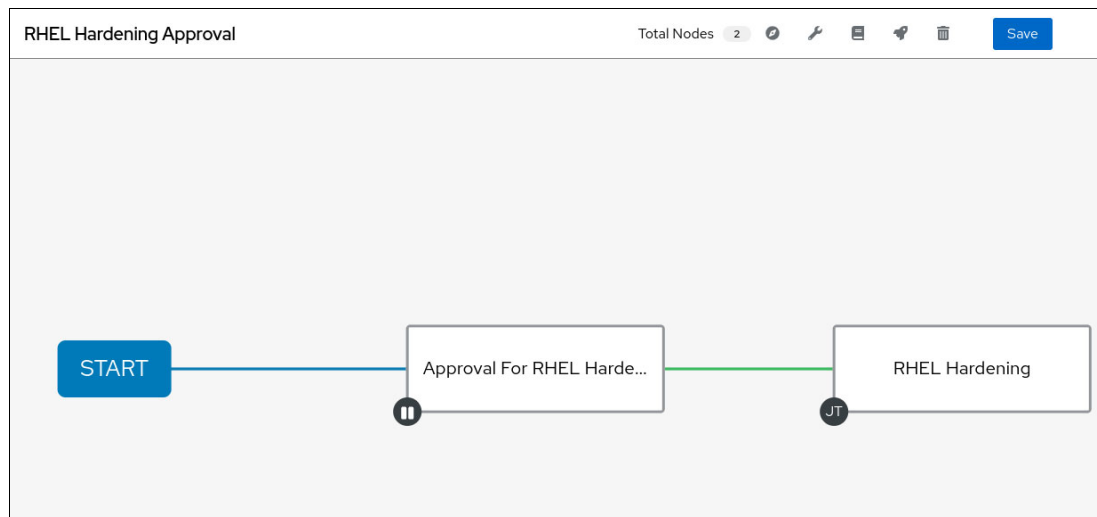 RHEL Hardening Approval
Total Nodes 2
Save
START
Approval For RHEL Harde...
RHEL Hardening
JT